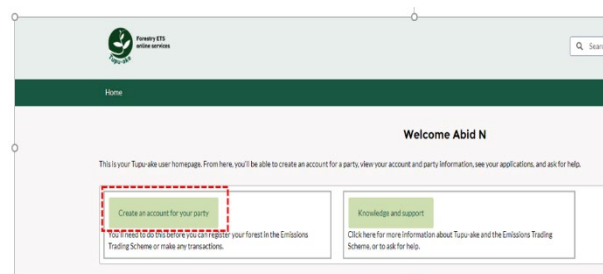 Forestry ETS
online services
Tupu-ake
Sear
Home
Welcome Abid N
This is your Tupu-ake user homepage. From here, you'll be able to create an account for a party, view your account and party information, see your applications, and ask for help.
Create an account for your party
You'll need to do this before you can register your forest in the Emissions
Trading Scheme or make any transactions.
Knowledge and support
Click here for more information about Tupu-ake and the Emissions Trading
Scheme, or to ask for help.